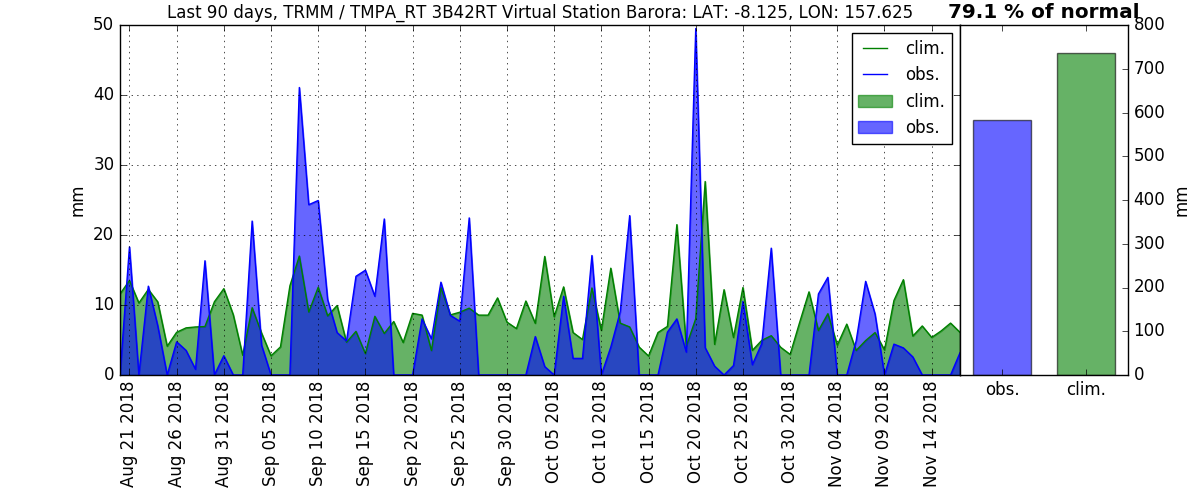 Last 90 days, TRMM / TMPA_RT 3B42RT Virtual Station Barora: LAT: -8.125, LON: 157.625
79.1 % of normal
50
40
30
20
10
0
mm
clim.
obs.
clim.
obs.
Aug 21 2018
Aug 26 2018
Aug 31 2018
Sep 05 2018
Sep 10 2018
Sep 15 2018
Sep 20 2018
Sep 25 2018
Sep 30 2018
Oct 05 2018
Oct 10 2018
Oct 15 2018
Oct 20 2018
Oct 25 2018
Oct 30 2018
Nov 04 2018
Nov 09 2018
Nov 14 2018
800
700
600
500
400
300
200
100
0
mm
obs.
clim.